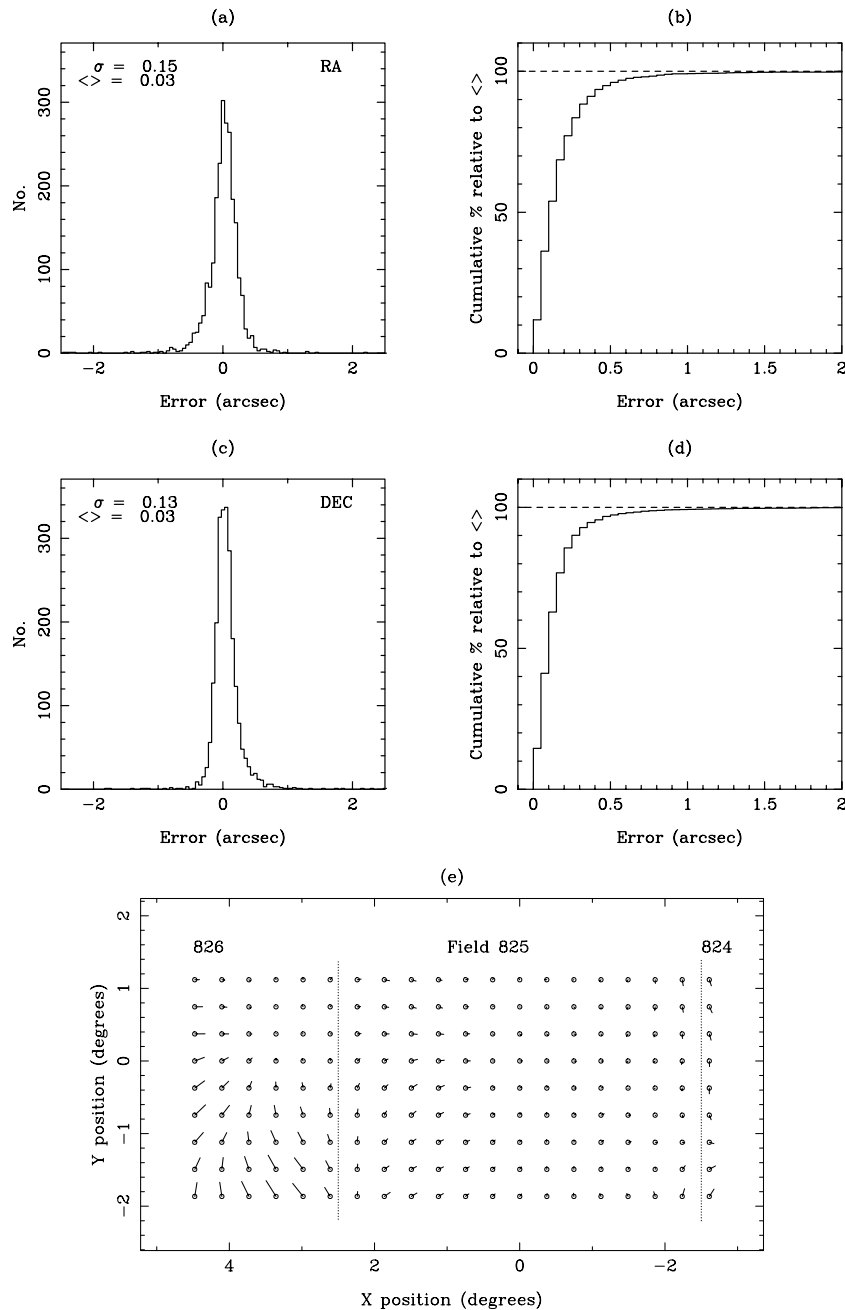 (a)
σ = 0.15
<> = 0.03
RA
No.
300
200
100
0
−2 0 2
Error (arcsec)
(b)
Cumulative % relative to <>
100
50
0
0 0.5 1 1.5 2
Error (arcsec)
(c)
σ = 0.13
<> = 0.03
DEC
No.
300
200
100
0
−2 0 2
Error (arcsec)
(d)
Cumulative % relative to <>
100
50
0
0 0.5 1 1.5 2
Error (arcsec)
(e)
826 Field 825 824
Y position (degrees)
2
1
0
−1
−2
4 2 0 −2
X position (degrees)